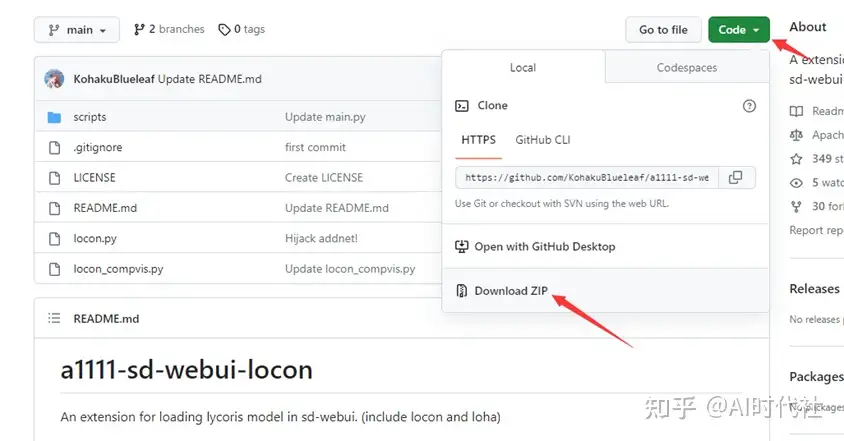 main
2 branches
0 tags
Go to file
Code
About
KohakuBlueleaf Update README.md
Local
Codespaces
A extensio
sd-webui
scripts
Update main.py
Clone
.gitignore
first commit
HTTPS
GitHub CLI
Readm
LICENSE
Create LICENSE
https://github.com/KohakuBlueleaf/a1111-sd-we
Apach
README.md
Update README.md
Use Git or checkout with SVN using the web URL.
349 st
5 watc
locon.py
Hijack addnet!
Open with GitHub Desktop
30 fork
Report repo
locon_compvis.py
Update locon_compvis.py
Download ZIP
Releases
README.md
No releases p
a1111-sd-webui-locon
Packages
An extension for loading lycoris model in sd-webui. (include locon and loha)
知乎 @AI时代社